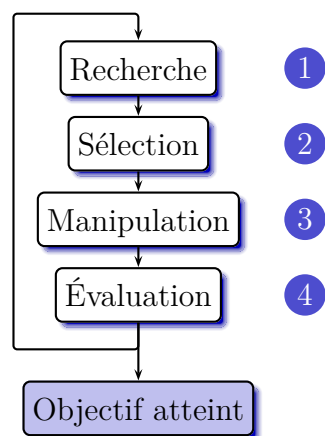 Recherche 1
Sélection 2
Manipulation 3
Évaluation 4
Objectif atteint